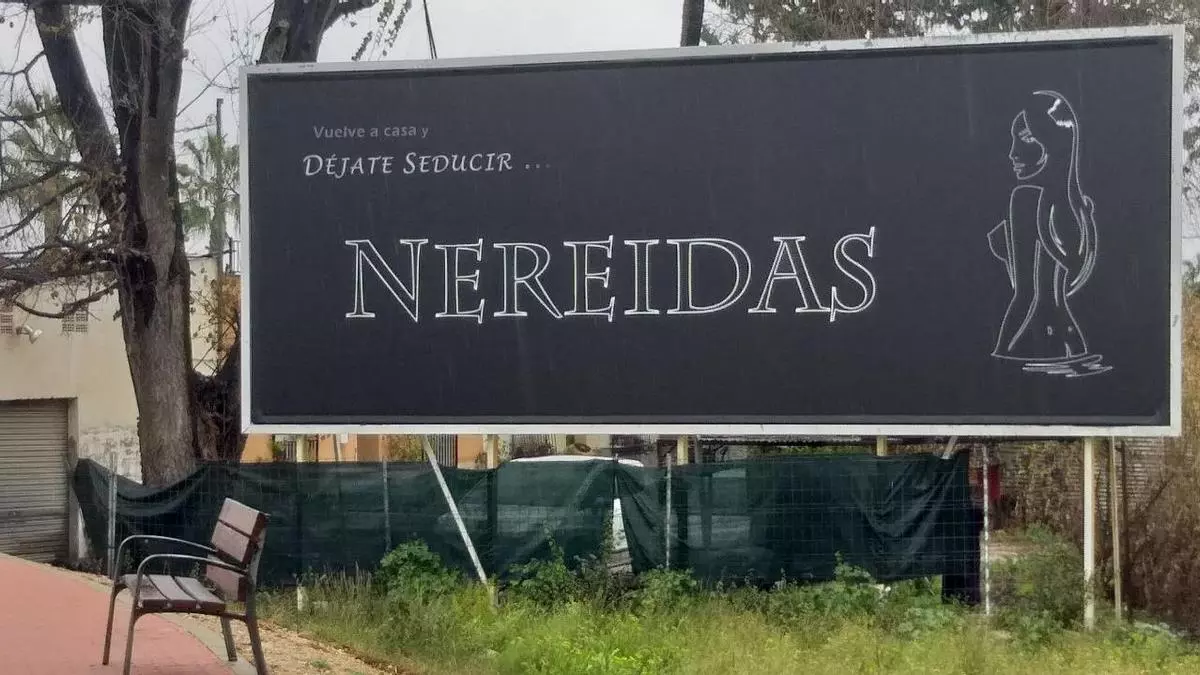 Vuelve a casa y
DÉJATE SEDUCIR ...
NEREIDAS